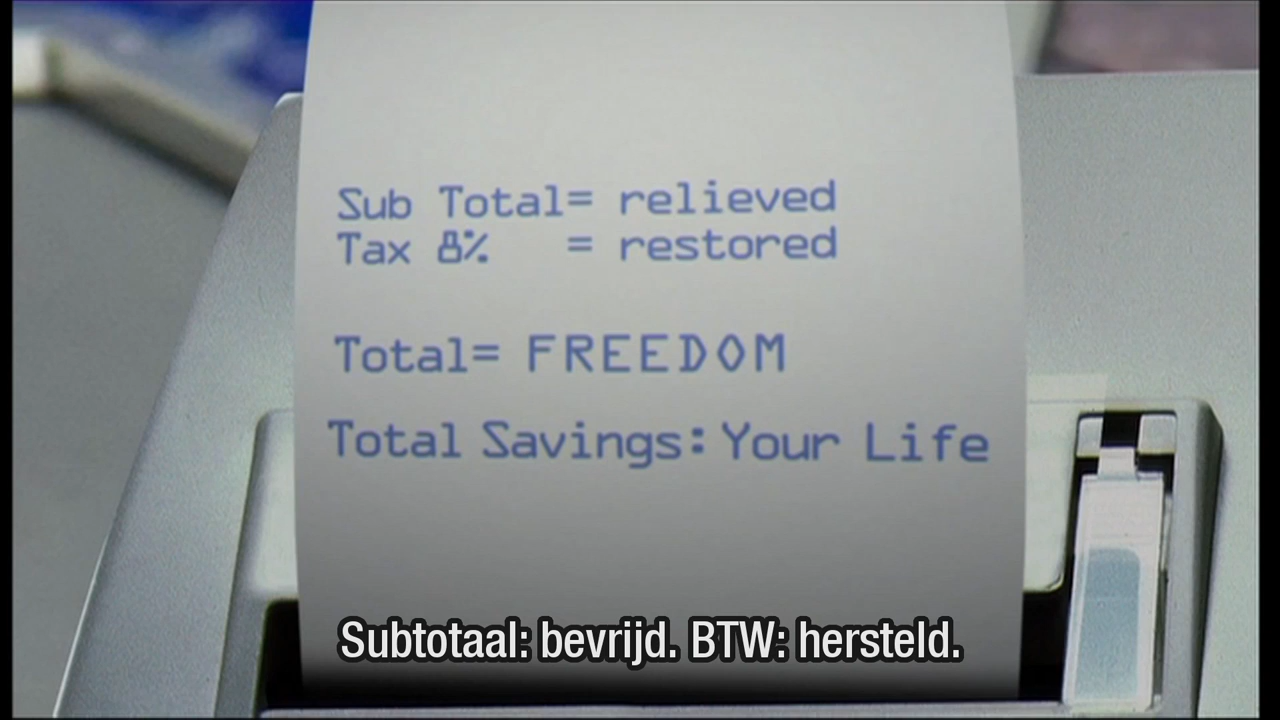 Sub Total= relieved
Tax 8% = restored
Total= FREEDOM
Total Savings: Your Life
Subtotaal: bevrijd. BTW: hersteld.